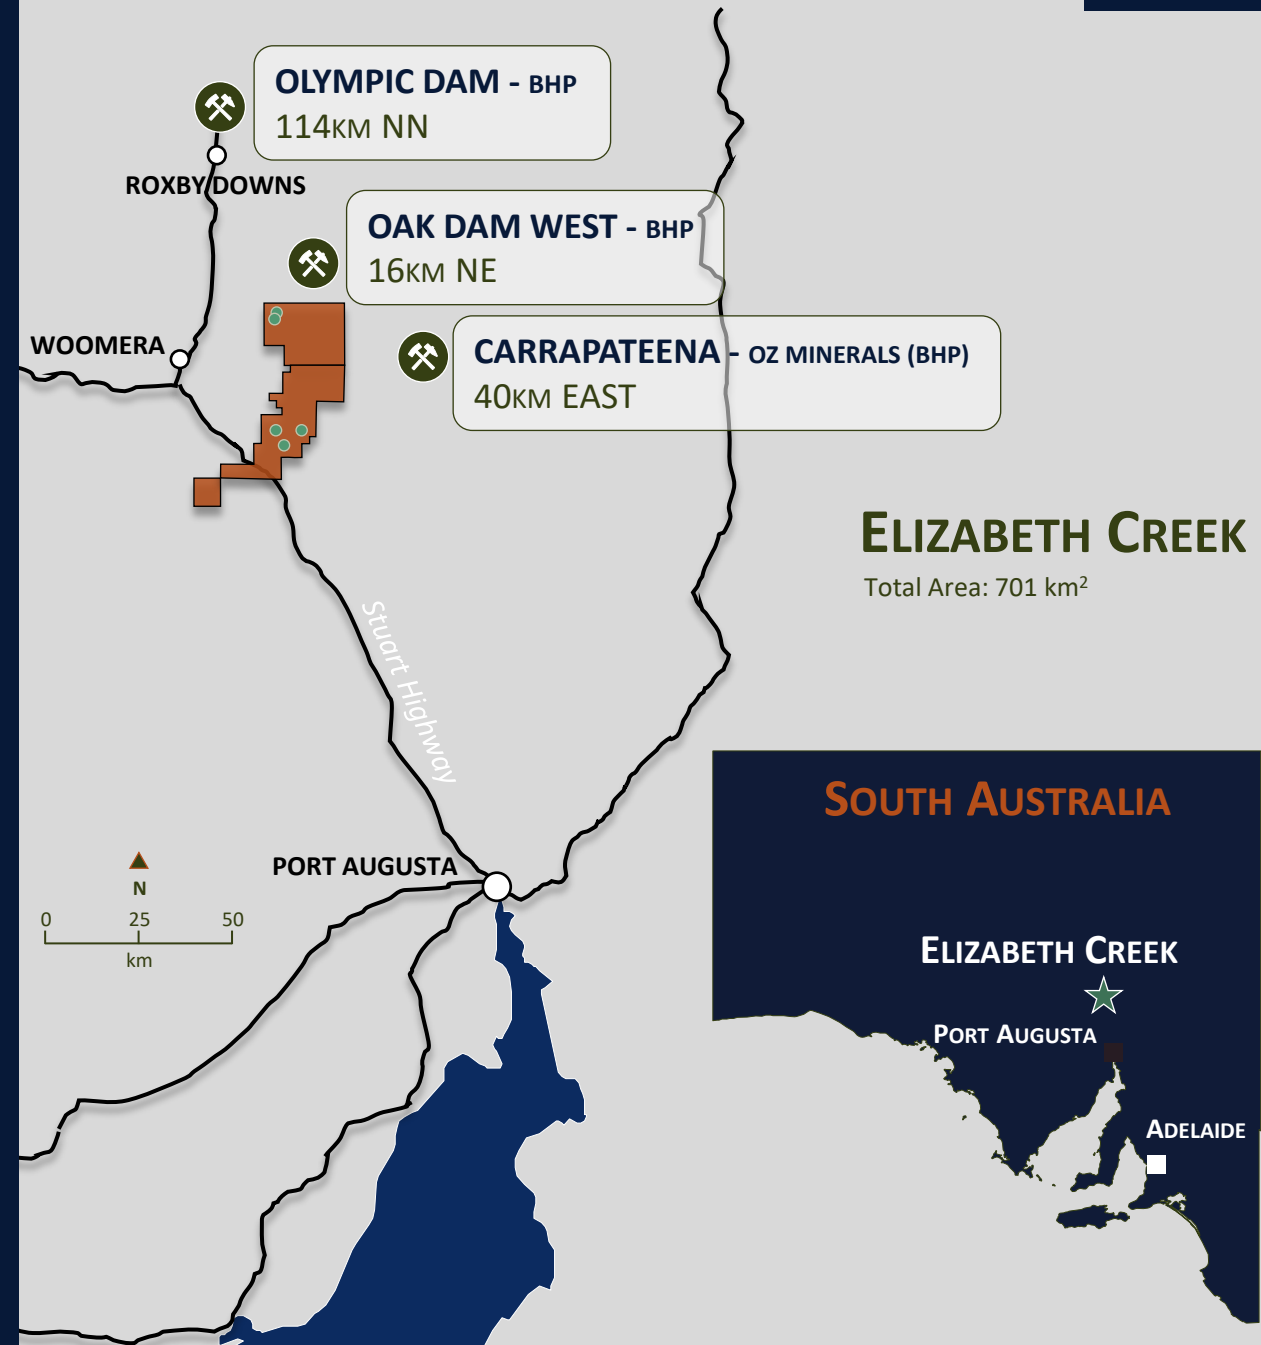 OLYMPIC DAM - BHP
114KM NN
ROXBY DOWNS
OAK DAM WEST - BHP
16KM NE
WOOMERA
CARRAPATEENA - OZ MINERALS (BHP)
40KM EAST
ELIZABETH CREEK
Total Area: 701 km²
Stuart Highway
SOUTH AUSTRALIA
PORT AUGUSTA
N
0 25 50
km
ELIZABETH CREEK
PORT AUGUSTA
ADELAIDE